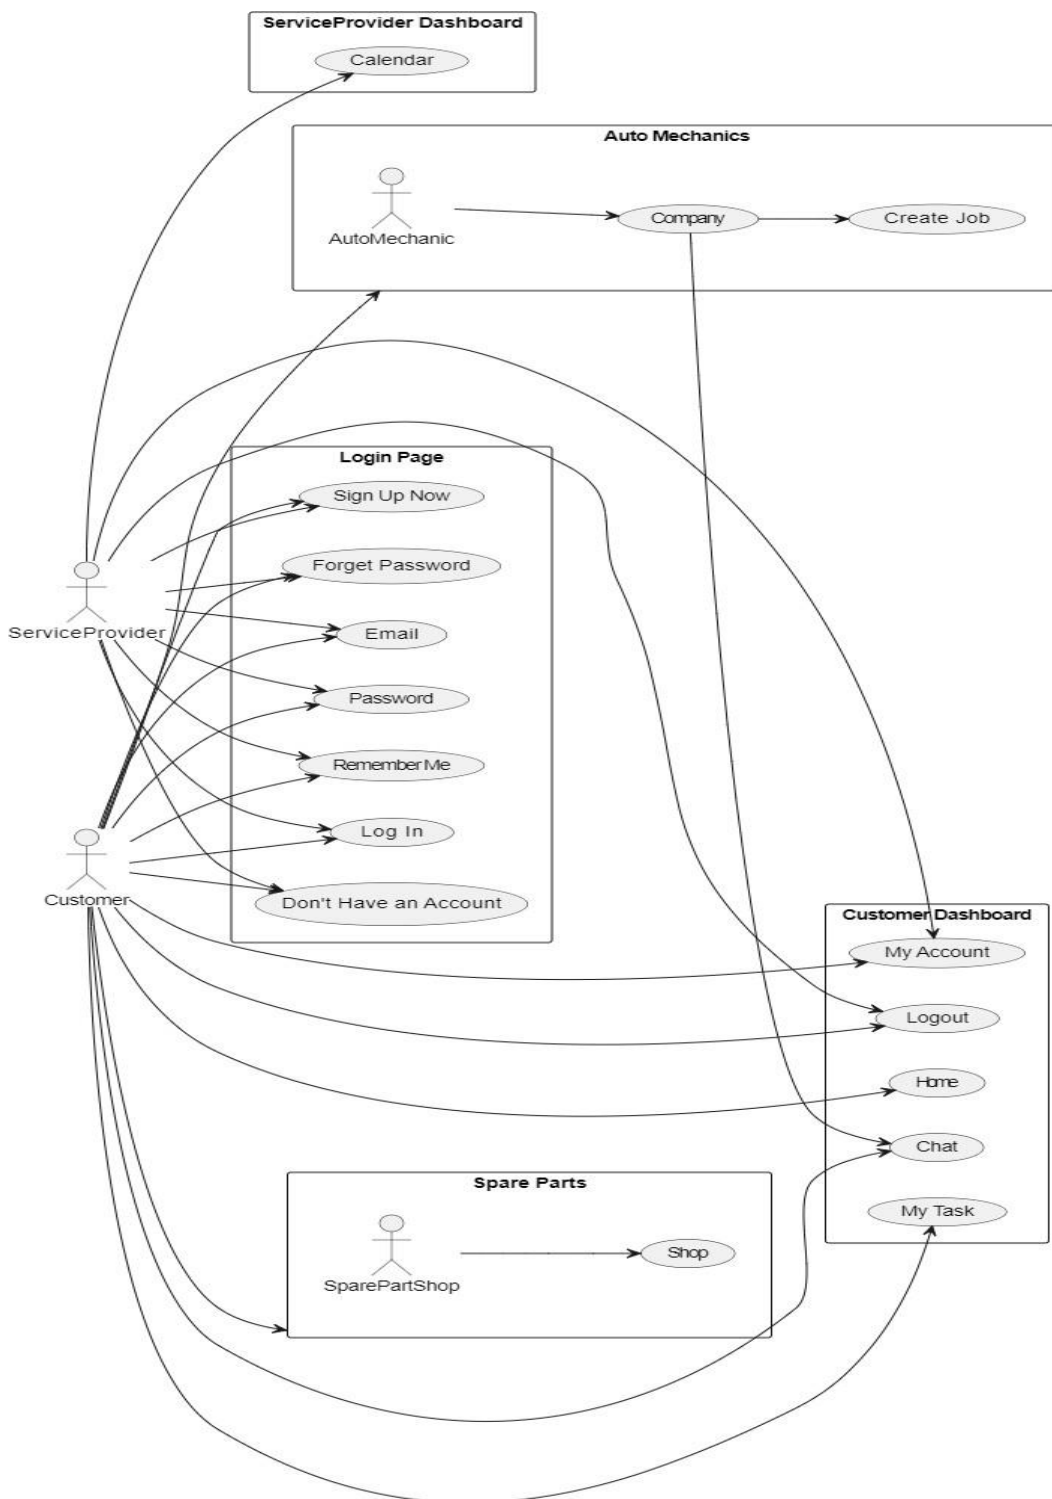 ServiceProvider Dashboard
Calendar
Auto Mechanics
AutoMechanic
Company
Create Job
Login Page
Sign Up Now
Forget Password
Email
Password
Remember Me
Log In
Don't Have an Account
ServiceProvider
Customer
Customer Dashboard
My Account
Logout
Home
Chat
My Task
Spare Parts
SparePartShop
Shop